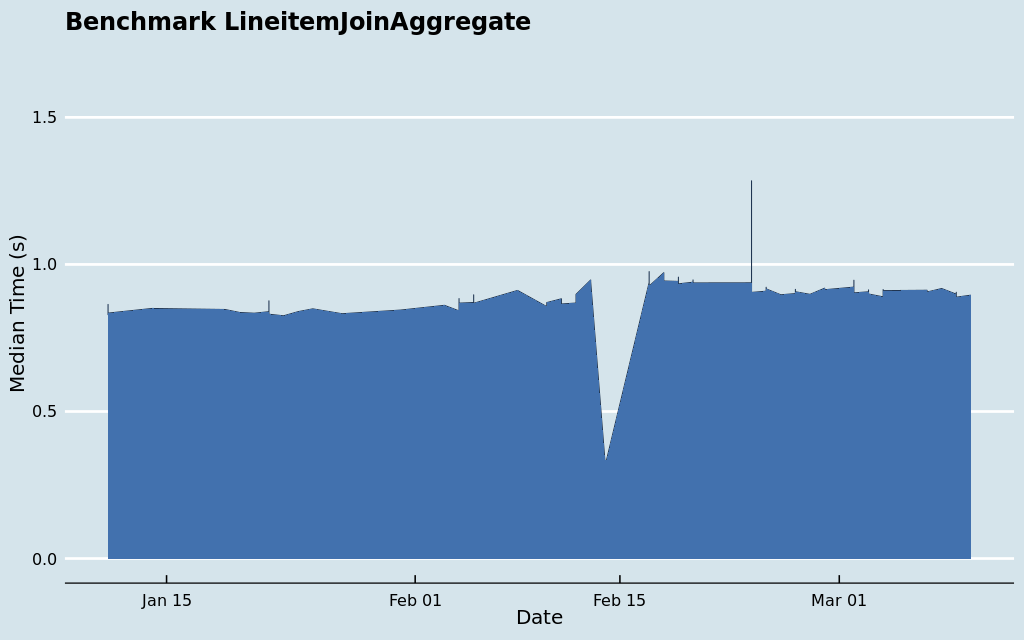 Benchmark LineitemJoinAggregate
1.5
1.0
0.5
0.0
Median Time (s)
Jan 15
Feb 01
Feb 15
Mar 01
Date